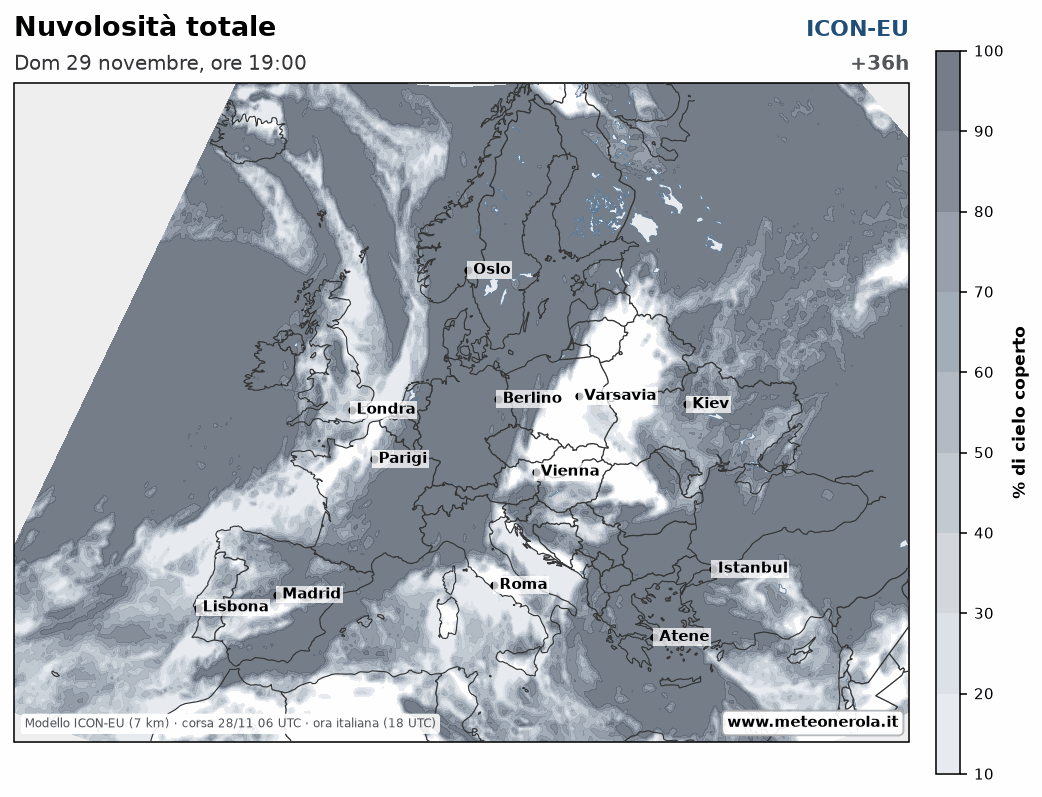 Nuvolosità totale
ICON-EU
Dom 29 novembre, ore 19:00
+36h
100
90
80
70
60
50
40
30
20
10
% di cielo coperto
Oslo
Berlino
Varsavia
Kiev
Londra
Parigi
Vienna
Istanbul
Roma
Madrid
Lisbona
Atene
Modello ICON-EU (7 km) · corsa 28/11 06 UTC · ora italiana (18 UTC)
www.meteonerola.it